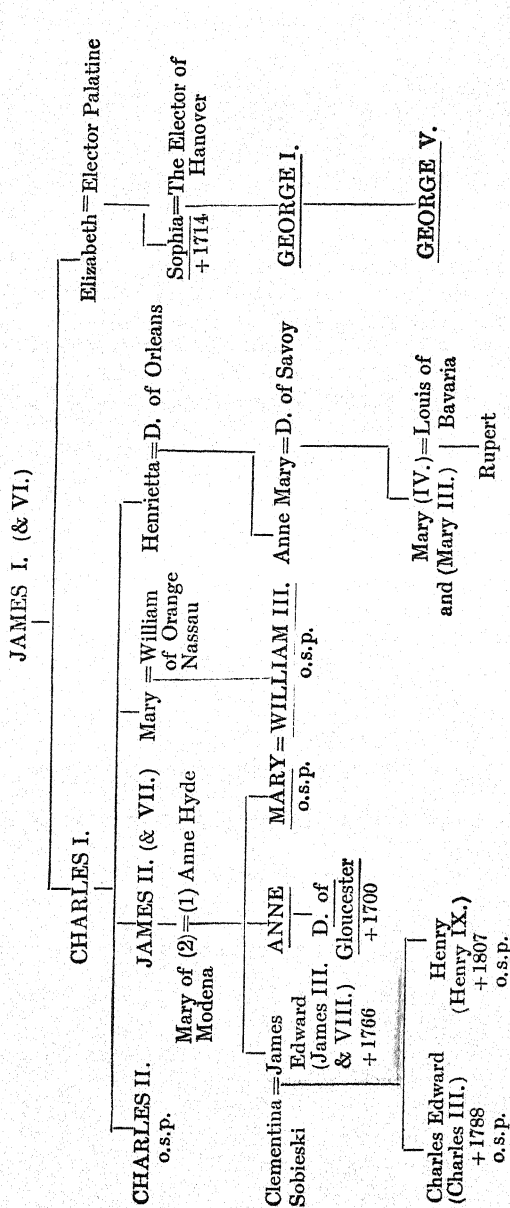 JAMES I. (& VI.)
CHARLES I.
Elizabeth=Elector Palatine
CHARLES II.
o.s.p.
JAMES II. (& VII.)
Mary of (2)=(1) Anne Hyde
Modena
Mary=William
of Orange
Nassau
Henrietta=D. of Orleans
Sophia=The Elector of
+1714 Hanover
Clementina=James
Sobieski Edward
(James III.
& VIII.)
+1766
ANNE
D. of
Gloucester
+1700
MARY=WILLIAM III.
o.s.p. o.s.p.
Anne Mary=D. of Savoy
GEORGE I.
Charles Edward
(Charles III.)
+1788
o.s.p.
Henry
(Henry IX.)
+1807
o.s.p.
Mary (IV.)=Louis of
and (Mary III.) Bavaria
Rupert
GEORGE V.